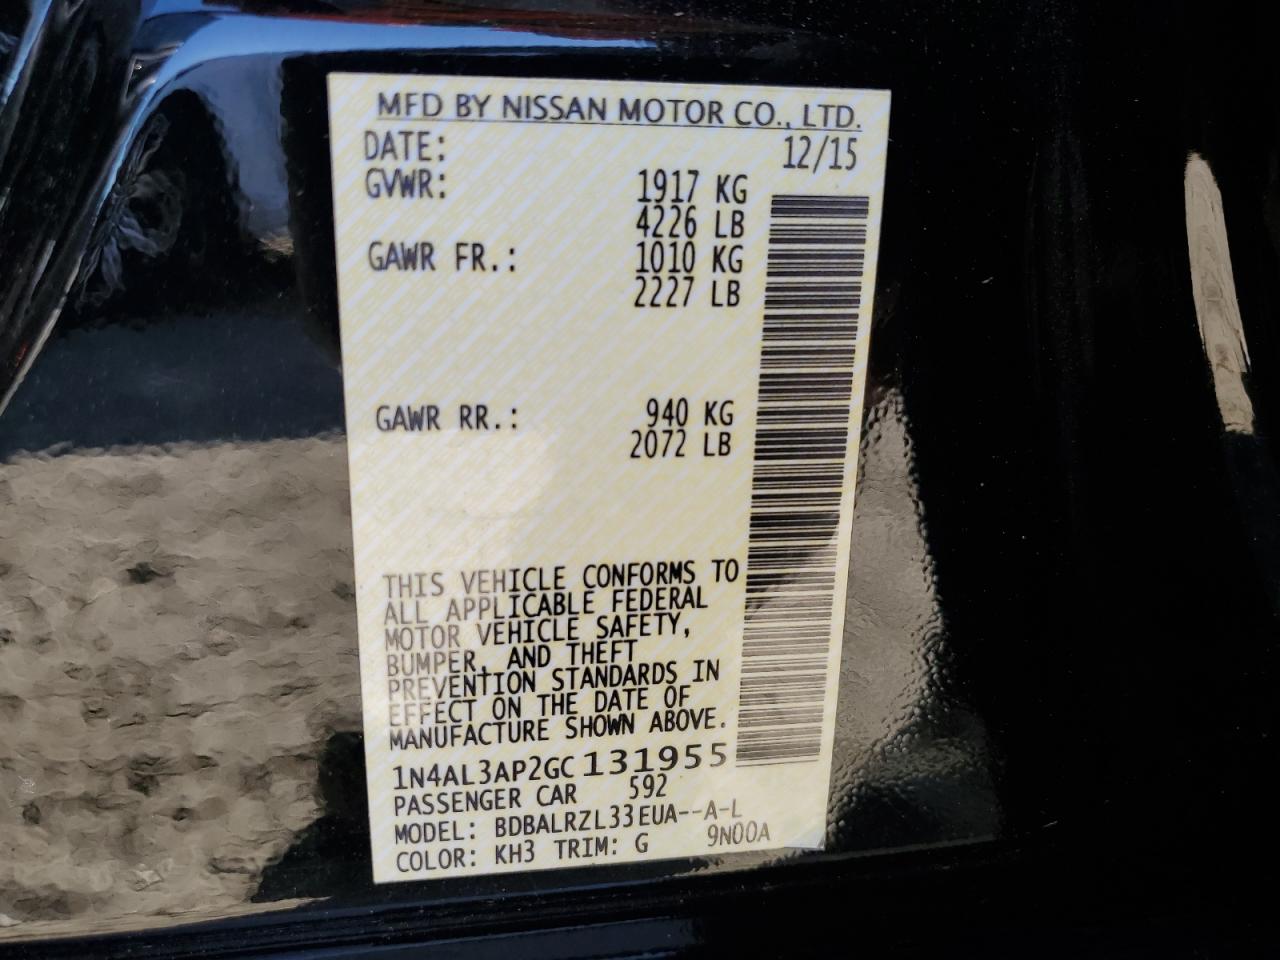 MFD BY NISSAN MOTOR CO., LTD.
DATE: 12/15
GVWR: 1917 KG
4226 LB
GAWR FR.: 1010 KG
2227 LB
GAWR RR.: 940 KG
2072 LB
THIS VEHICLE CONFORMS TO
ALL APPLICABLE FEDERAL
MOTOR VEHICLE SAFETY,
BUMPER, AND THEFT
PREVENTION STANDARDS IN
EFFECT ON THE DATE OF
MANUFACTURE SHOWN ABOVE.
1N4AL3AP2GC131955
PASSENGER CAR 592
MODEL: BDBALRZL33EUA--A-L
COLOR: KH3 TRIM: G 9N00A